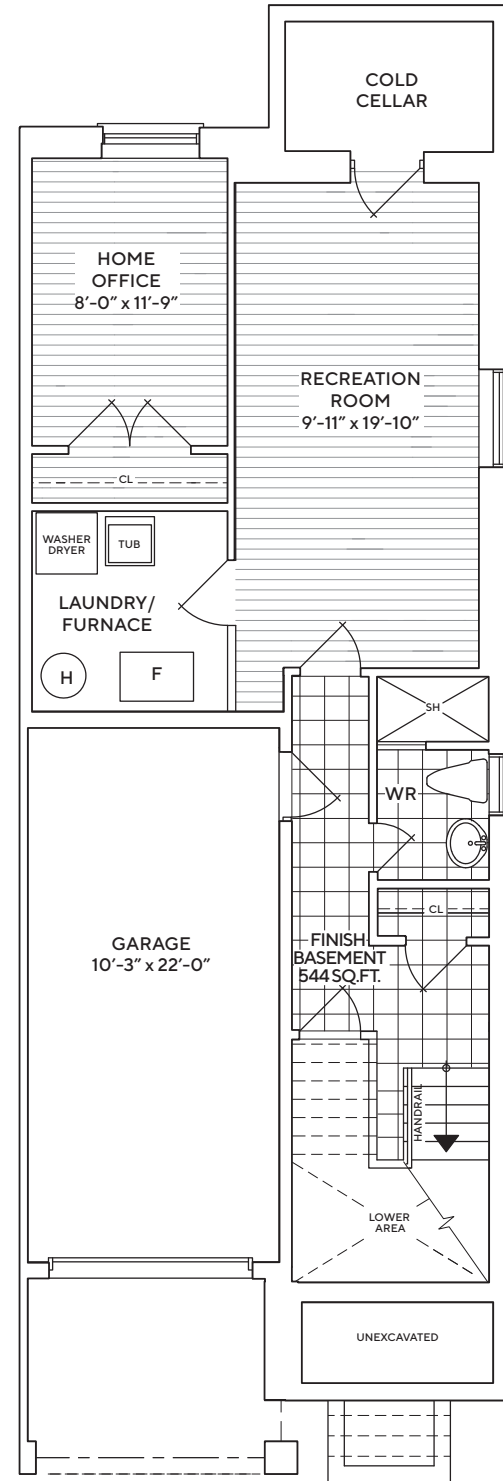 COLD
CELLAR
HOME
OFFICE
8'-0" x 11'-9"
RECREATION
ROOM
9'-11" x 19'-10"
CL
WASHER
DRYER
TUB
LAUNDRY/
FURNACE
H
F
SH
WR
CL
GARAGE
10'-3" x 22'-0"
FINISH
BASEMENT
544 SQ.FT.
HANDRAIL
LOWER
AREA
UNEXCAVATED